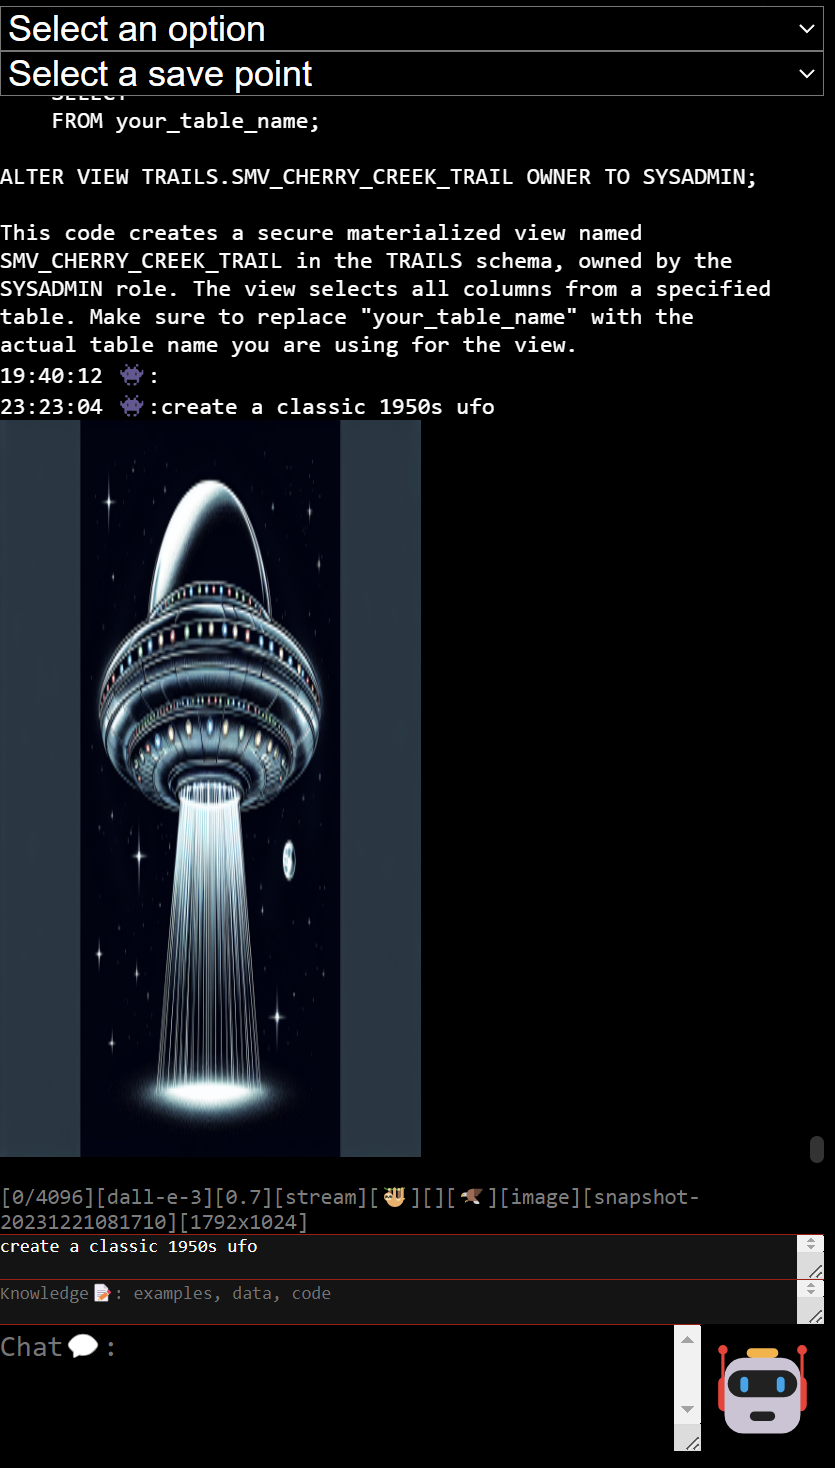 Select an option
Select a save point
SELECT
FROM your_table_name;
ALTER VIEW TRAILS.SMV_CHERRY_CREEK_TRAIL OWNER TO SYSADMIN;
This code creates a secure materialized view named
SMV_CHERRY_CREEK_TRAIL in the TRAILS schema, owned by the
SYSADMIN role. The view selects all columns from a specified
table. Make sure to replace "your_table_name" with the
actual table name you are using for the view.
19:40:12 👾:
23:23:04 👾:create a classic 1950s ufo
[0/4096][dall-e-3][0.7][stream][🦥][][🦅][image][snapshot-
20231221081710][1792x1024]
create a classic 1950s ufo
Knowledge📝: examples, data, code
Chat💬: